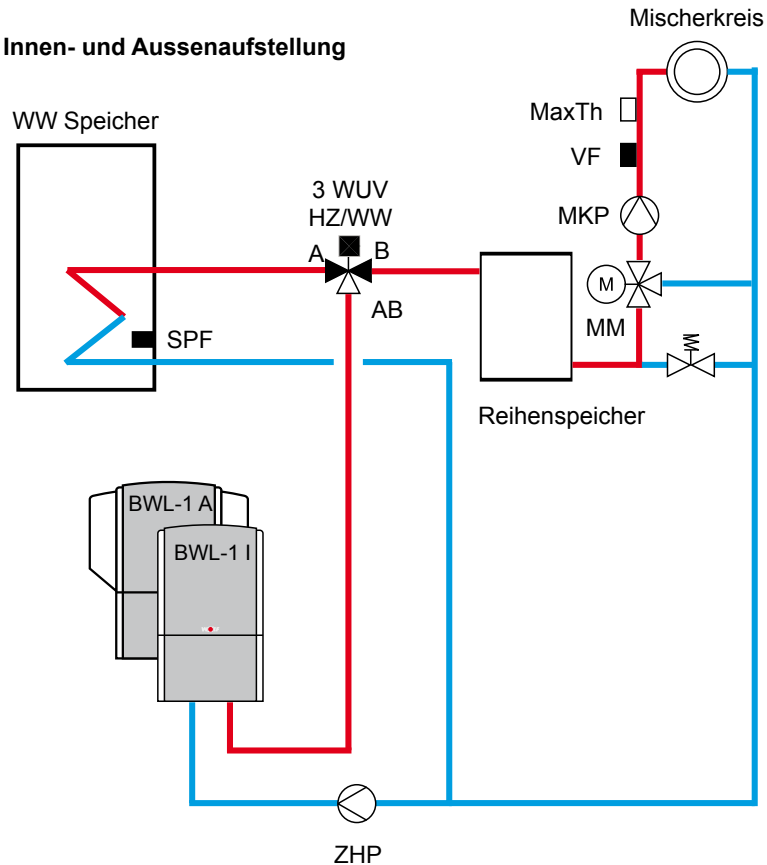 Mischerkreis
Innen- und Aussenaufstellung
MaxTh
WW Speicher
VF
3 WUV
HZ/WW
MKP
A
B
M
AB
MM
SPF
M
Reihenspeicher
BWL-1 A
BWL-1 I
ZHP